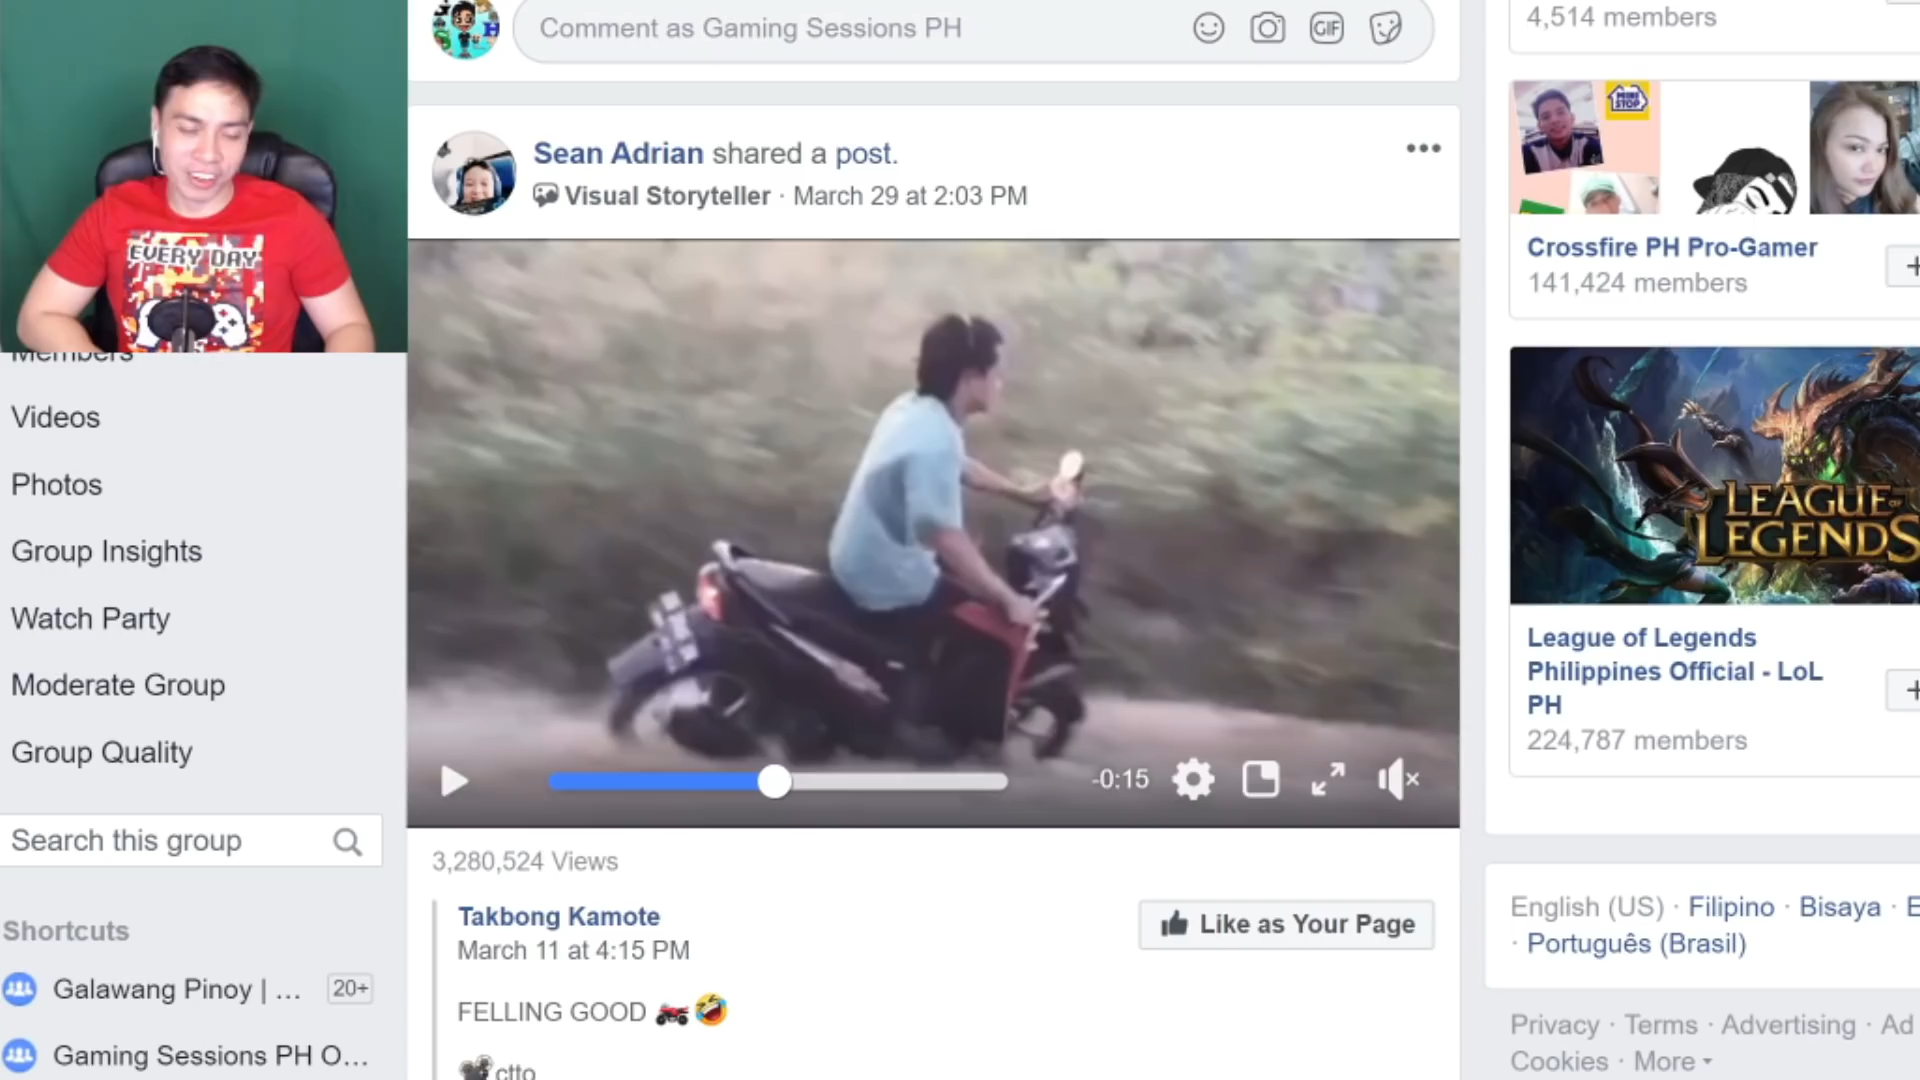 Comment as Gaming Sessions PH
GIF
Sean Adrian shared a post.
Visual Storyteller · March 29 at 2:03 PM
EVERY DAY
Members
Videos
Photos
Group Insights
Watch Party
Moderate Group
Group Quality
Search this group
Shortcuts
Galawang Pinoy | ...
20+
Gaming Sessions PH O...
-0:15
3,280,524 Views
Takbong Kamote
March 11 at 4:15 PM
Like as Your Page
FELLING GOOD 🏍️🤣
ctto
4,514 members
MINI STOP
Crossfire PH Pro-Gamer
141,424 members
LEAGUE OF
LEGENDS
League of Legends
Philippines Official - LoL
PH
224,787 members
English (US) · Filipino · Bisaya ·
· Português (Brasil)
Privacy · Terms · Advertising · Ad
Cookies · More